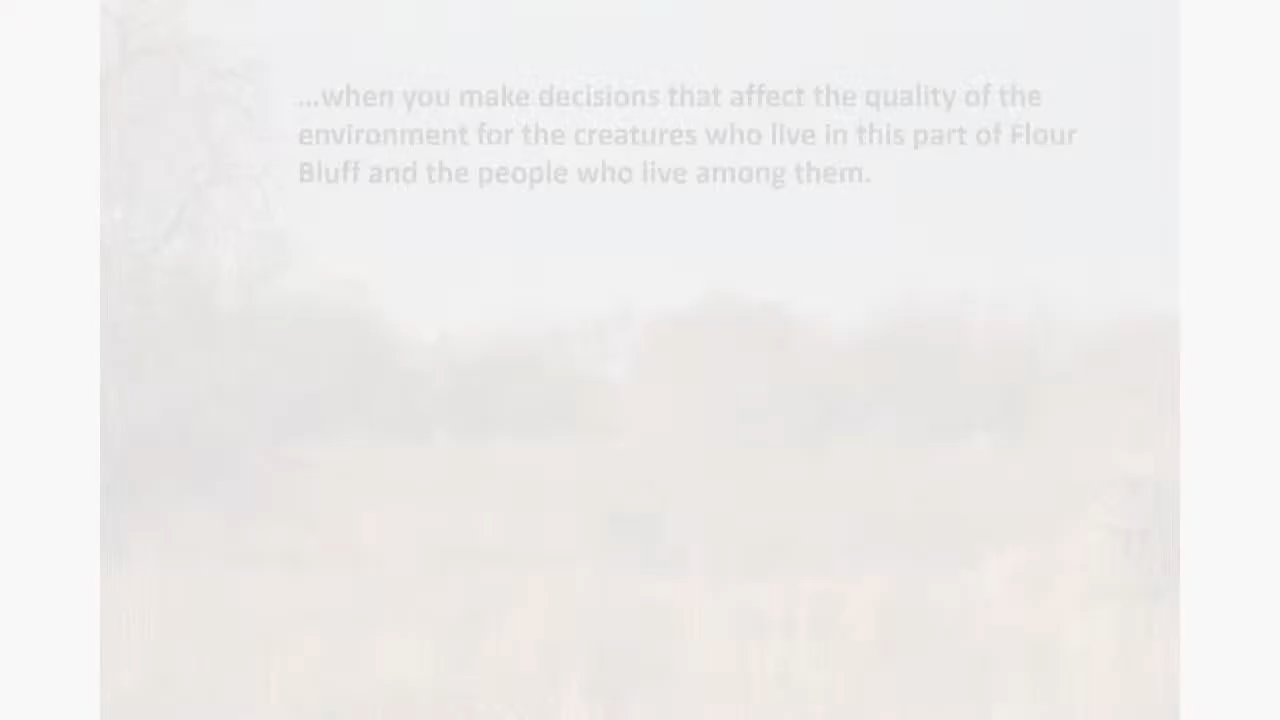 ...when you make decisions that affect the quality of the
environment for the creatures who live in this part of Flour
Bluff and the people who live among them.